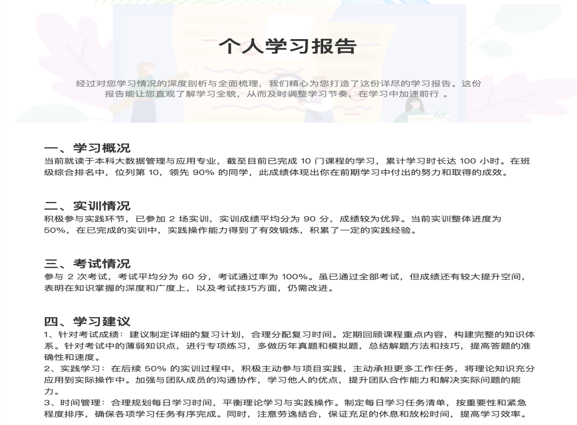 个人学习报告
经过对您学习情况的深度剖析与全面梳理，我们精心为您打造了这份详尽的学习报告。这份
报告能让您直观了解学习全貌，从而及时调整学习节奏，在学习中加速前行 。
一、学习概况
当前就读于本科大数据管理与应用专业，截至目前已完成 10 门课程的学习，累计学习时长达 100 小时。在班
级综合排名中，位列第 10，领先 90% 的同学，此成绩体现出你在前期学习中付出的努力和取得的成效。
二、实训情况
积极参与实践环节，已参加 2 场实训，实训成绩平均分为 90 分，成绩较为优异。当前实训整体进度为
50%，在已完成的实训中，实践操作能力得到了有效锻炼，积累了一定的实践经验。
三、考试情况
参与 2 次考试，考试平均分为 60 分，考试通过率为 100%。虽已通过全部考试，但成绩还有较大提升空间，
表明在知识掌握的深度和广度上，以及考试技巧方面，仍需改进。
四、学习建议
1、针对考试成绩：建议制定详细的复习计划，合理分配复习时间。定期回顾课程重点内容，构建完整的知识体
系。针对考试中的薄弱知识点，进行专项练习，多做历年真题和模拟题，总结解题方法和技巧，提高答题的准
确性和速度。
2、实践学习：在后续 50% 的实训过程中，积极主动参与项目实践，主动承担更多工作任务，将理论知识充分
应用到实际操作中。加强与团队成员的沟通协作，学习他人的优点，提升团队合作能力和解决实际问题的能
力。
3、时间管理：合理规划每日学习时间，平衡理论学习与实践操作。制定每日学习任务清单，按重要性和紧急
程度排序，确保各项学习任务有序完成。同时，注意劳逸结合，保证充足的休息和放松时间，提高学习效率。